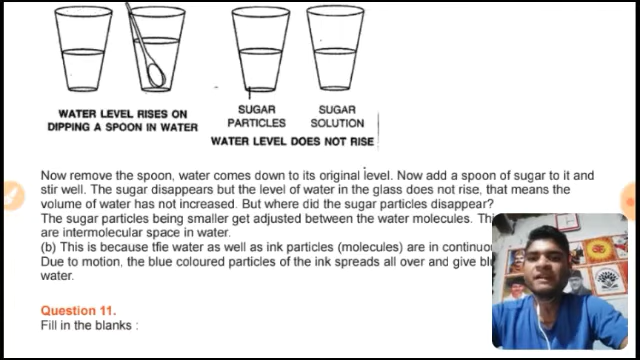 WATER LEVEL RISES ON
DIPPING A SPOON IN WATER
SUGAR
PARTICLES
SUGAR
SOLUTION
WATER LEVEL DOES NOT RISE
Now remove the spoon, water comes down to its original level. Now add a spoon of sugar to it and
stir well. The sugar disappears but the level of water in the glass does not rise, that means the
volume of water has not increased. But where did the sugar particles disappear?
The sugar particles being smaller get adjusted between the water molecules.
are intermolecular space in water.
(b) This is because tfie water as well as ink particles (molecules) are in
Due to motion, the blue coloured particles of the ink spreads all over and give
water.
Question 11.
Fill in the blanks :